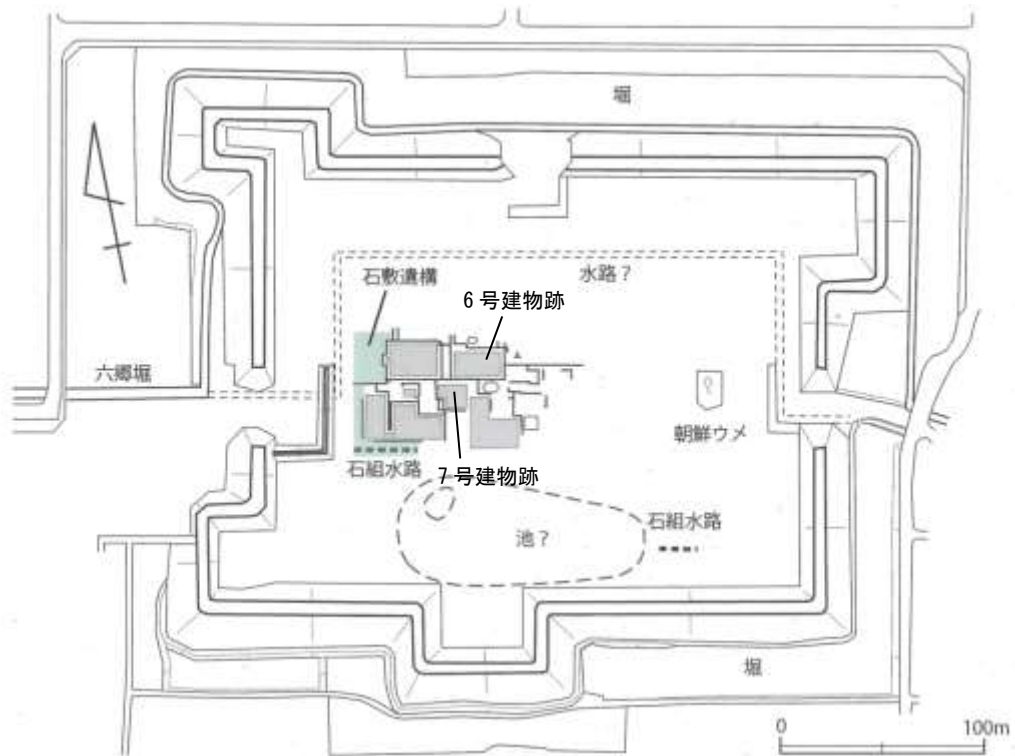 堀
石敷遺構
水路？
6号建物跡
六郷堀
朝鮮ウメ
石組水路
7号建物跡
石組水路
池？
堀
0
100m